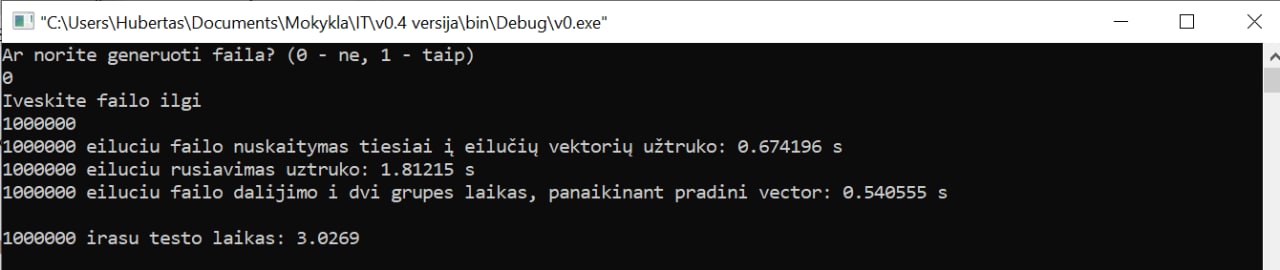 "C:\Users\Hubertas\Documents\Mokykla\IT\v0.4 versija\bin\Debug\v0.exe"
Ar norite generuoti faila? (0 - ne, 1 - taip)
0
Iveskite failo ilgi
1000000
1000000 eiluciu failo nuskaitymas tiesiai į eilučių vektorių užtruko: 0.674196 s
1000000 eiluciu rusiavimas uztruko: 1.81215 s
1000000 eiluciu failo dalijimo i dvi grupes laikas, panaikinant pradini vector: 0.540555 s
1000000 irasu testo laikas: 3.0269